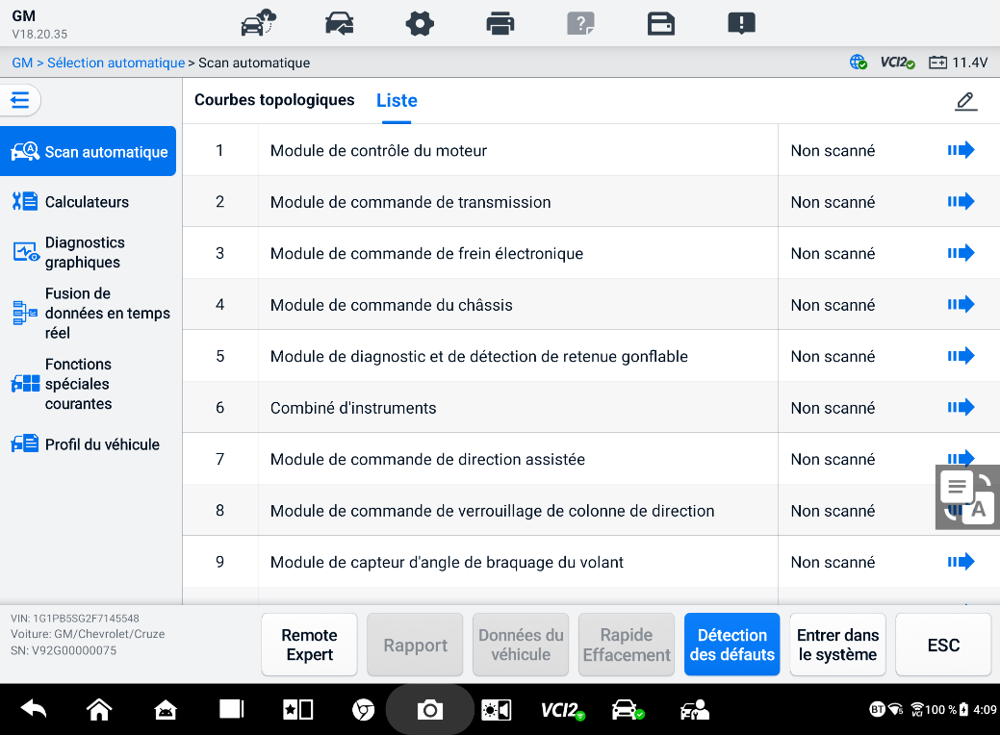 GM
V18.20.35
GM > Sélection automatique > Scan automatique
VCI2
11.4V
Courbes topologiques
Liste
Scan automatique
Calculateurs
Diagnostics
graphiques
Fusion de
données en temps
réel
Fonctions
spéciales
courantes
Profil du véhicule
1 Module de contrôle du moteur Non scanné
2 Module de commande de transmission Non scanné
3 Module de commande de frein électronique Non scanné
4 Module de commande du châssis Non scanné
5 Module de diagnostic et de détection de retenue gonflable Non scanné
6 Combiné d'instruments Non scanné
7 Module de commande de direction assistée Non scanné
8 Module de commande de verrouillage de colonne de direction Non scanné
A
9 Module de capteur d'angle de braquage du volant Non scanné
VIN: 1G1PB5SG2F7145548
Voiture: GM/Chevrolet/Cruze
SN: V92G00000075
Remote
Expert
Rapport
Données du
véhicule
Rapide
Effacement
Détection
des défauts
Entrer dans
le système
ESC
VCI2
BT
100 %
4:09